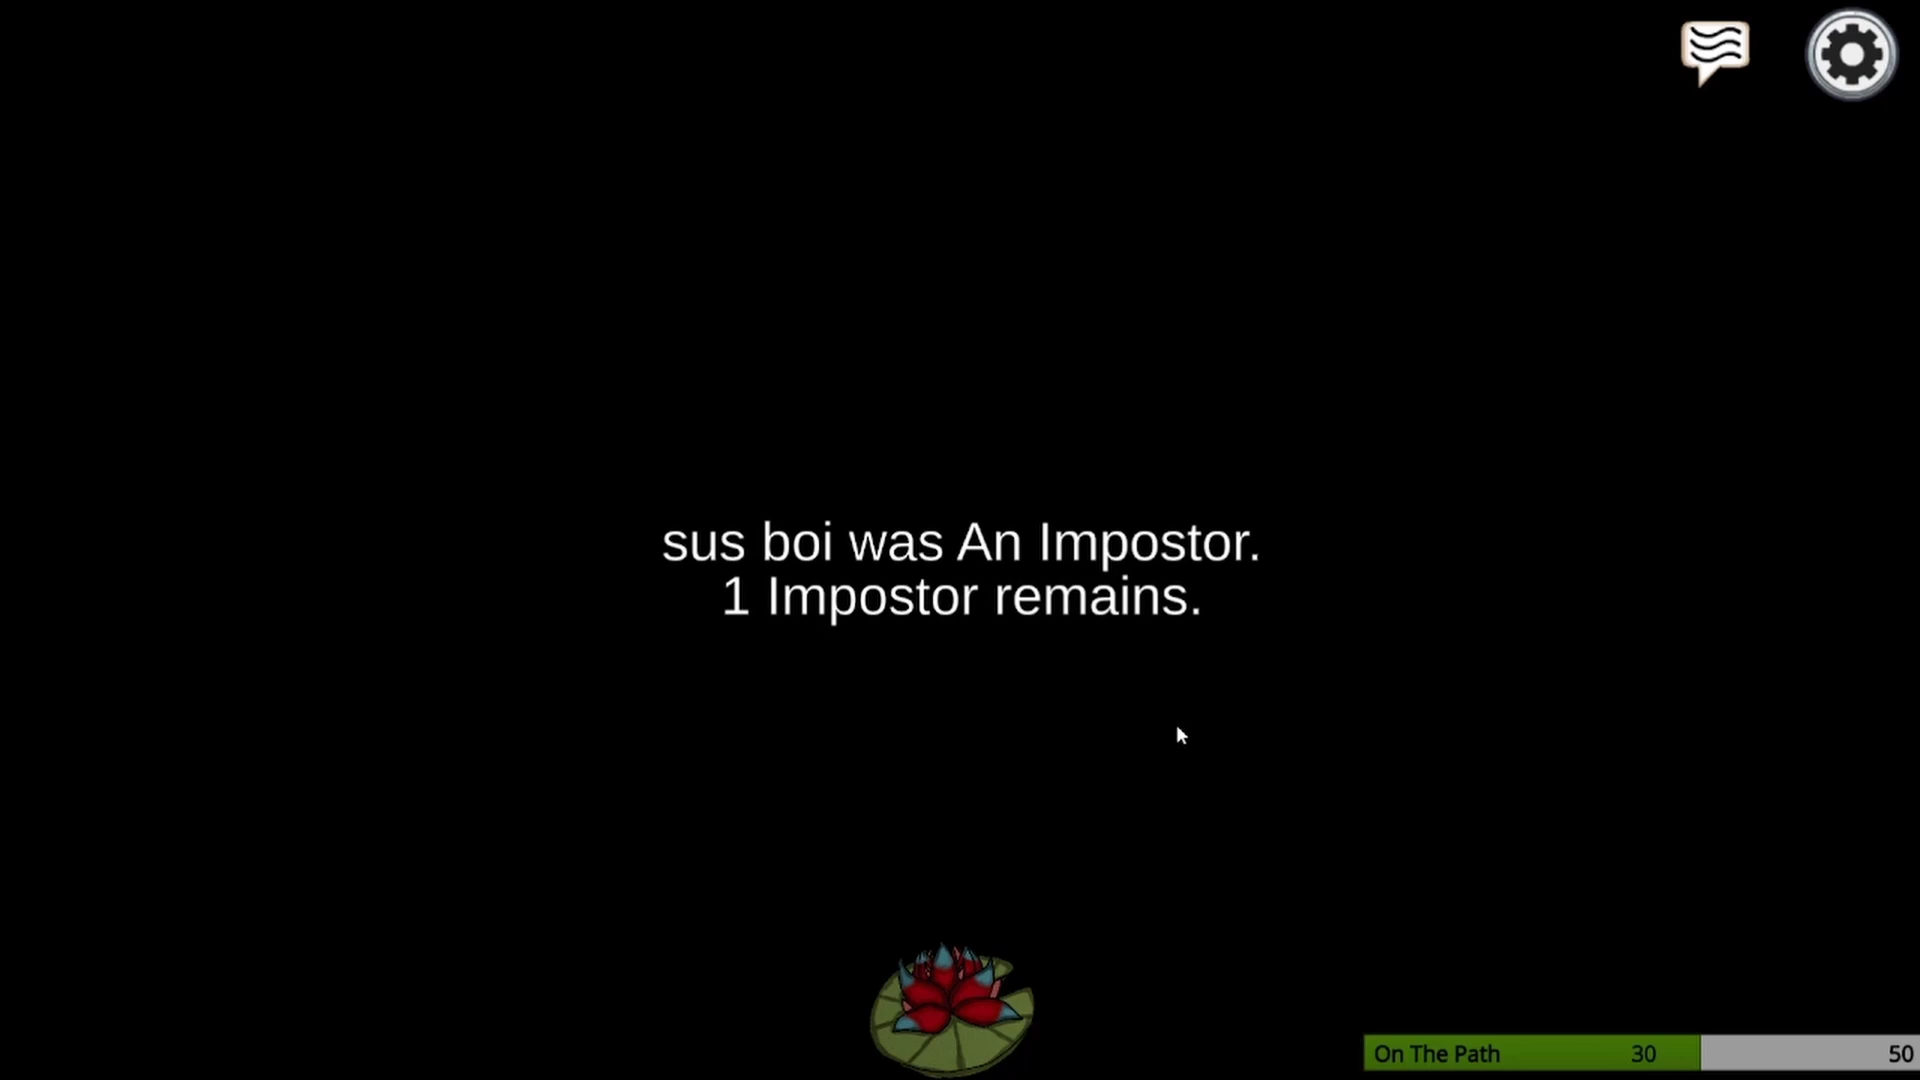 sus boi was An Impostor.
1 Impostor remains.
On The Path 30 50